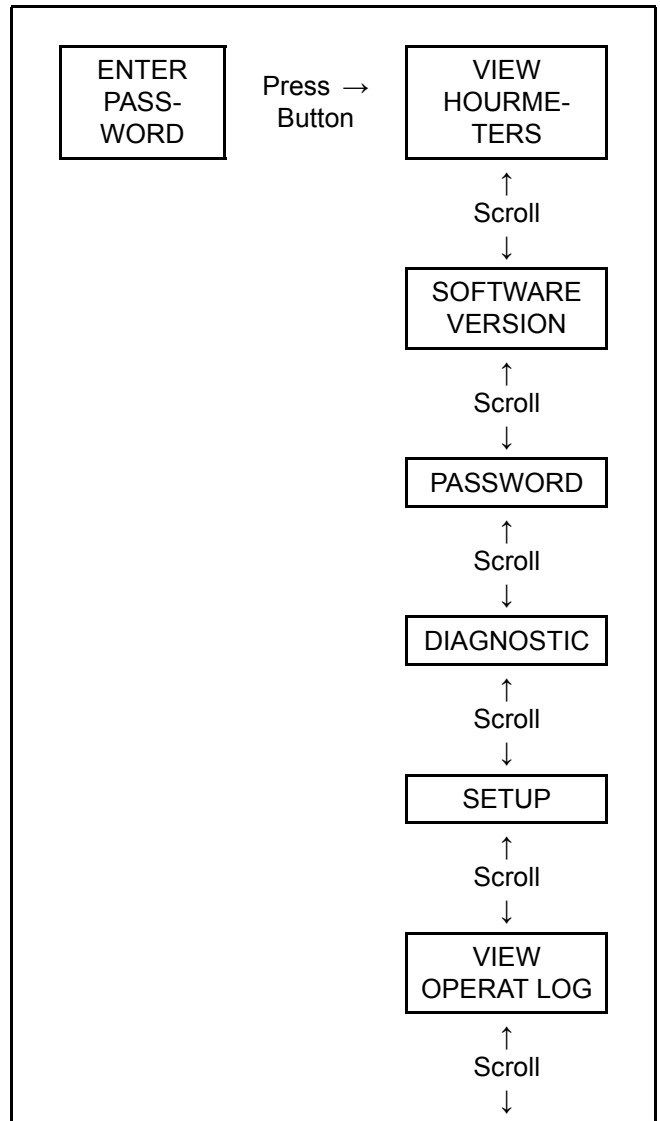 ENTER
PASS-
WORD
Press →
Button
VIEW
HOURME-
TERS
↑
Scroll
↓
SOFTWARE
VERSION
↑
Scroll
↓
PASSWORD
↑
Scroll
↓
DIAGNOSTIC
↑
Scroll
↓
SETUP
↑
Scroll
↓
VIEW
OPERAT LOG
↑
Scroll
↓